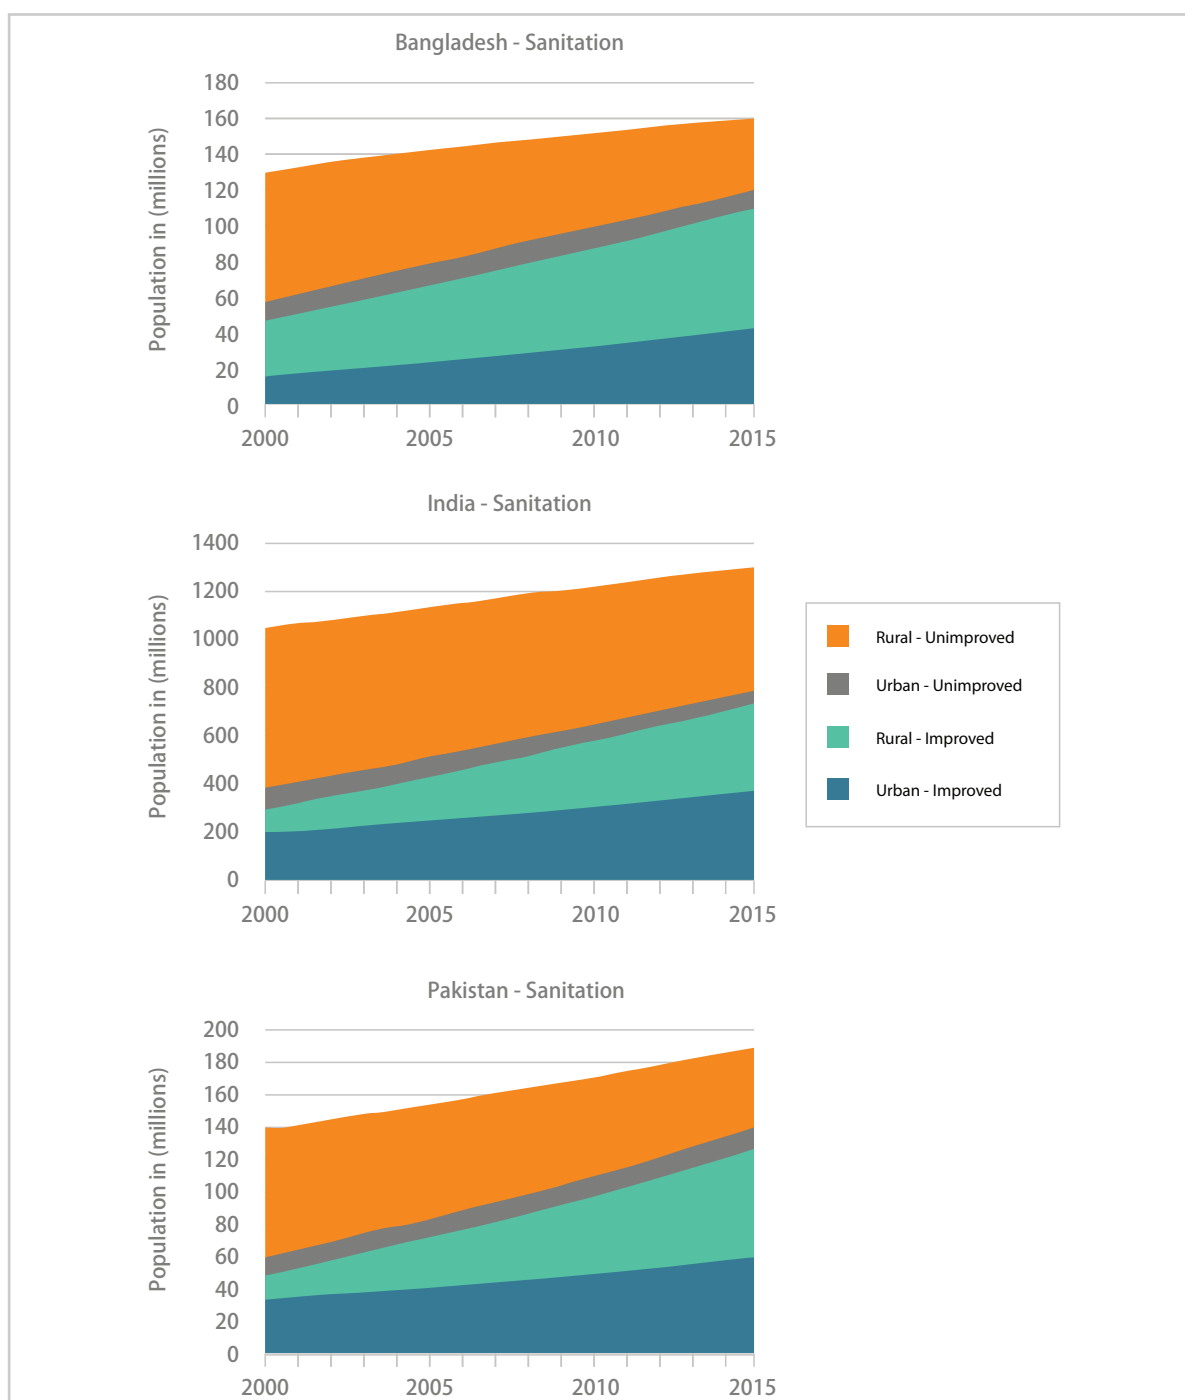 Bangladesh - Sanitation
Population in (millions)
180
160
140
120
100
80
60
40
20
0
2000 2005 2010 2015
India - Sanitation
Population in (millions)
1400
1200
1000
800
600
400
200
0
2000 2005 2010 2015
Rural - Unimproved
Urban - Unimproved
Rural - Improved
Urban - Improved
Pakistan - Sanitation
Population in (millions)
200
180
160
140
120
100
80
60
40
20
0
2000 2005 2010 2015